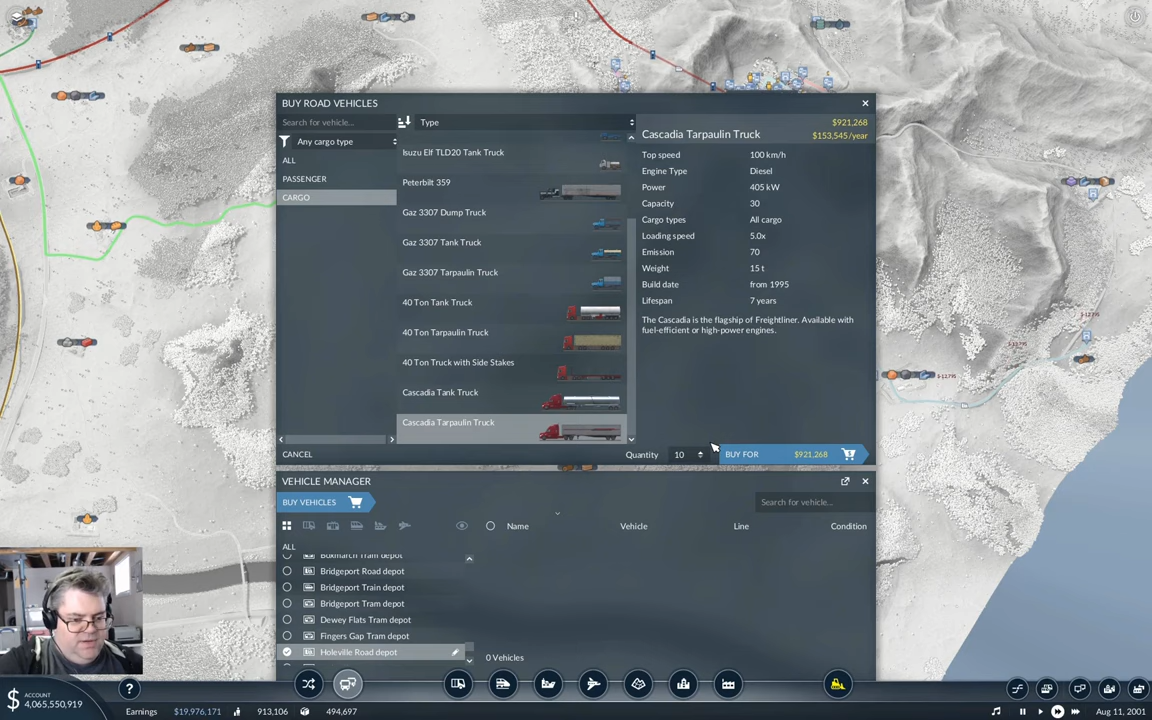 BUY ROAD VEHICLES
Search for vehicle...
Type
Any cargo type
ALL
PASSENGER
CARGO
Isuzu Elf TLD20 Tank Truck
Peterbilt 359
Gaz 3307 Dump Truck
Gaz 3307 Tank Truck
Gaz 3307 Tarpaulin Truck
40 Ton Tank Truck
40 Ton Tarpaulin Truck
40 Ton Truck with Side Stakes
Cascadia Tank Truck
Cascadia Tarpaulin Truck
$921,268
Cascadia Tarpaulin Truck
$153,545/year
Top speed 100 km/h
Engine Type Diesel
Power 405 kW
Capacity 30
Cargo types All cargo
Loading speed 5.0x
Emission 70
Weight 15 t
Build date from 1995
Lifespan 7 years
The Cascadia is the flagship of Freightliner. Available with
fuel-efficient or high-power engines.
CANCEL
Quantity 10
BUY FOR $921,268
VEHICLE MANAGER
BUY VEHICLES
Search for vehicle...
Name Vehicle Line Condition
ALL
Buxmarch Tram depot
Bridgeport Road depot
Bridgeport Train depot
Bridgeport Tram depot
Dewey Flats Tram depot
Fingers Gap Tram depot
Holeville Road depot
0 Vehicles
$ ACCOUNT
4,065,550,919
?
Earnings $19,976,171 913,106 494,697
Aug 11, 2001